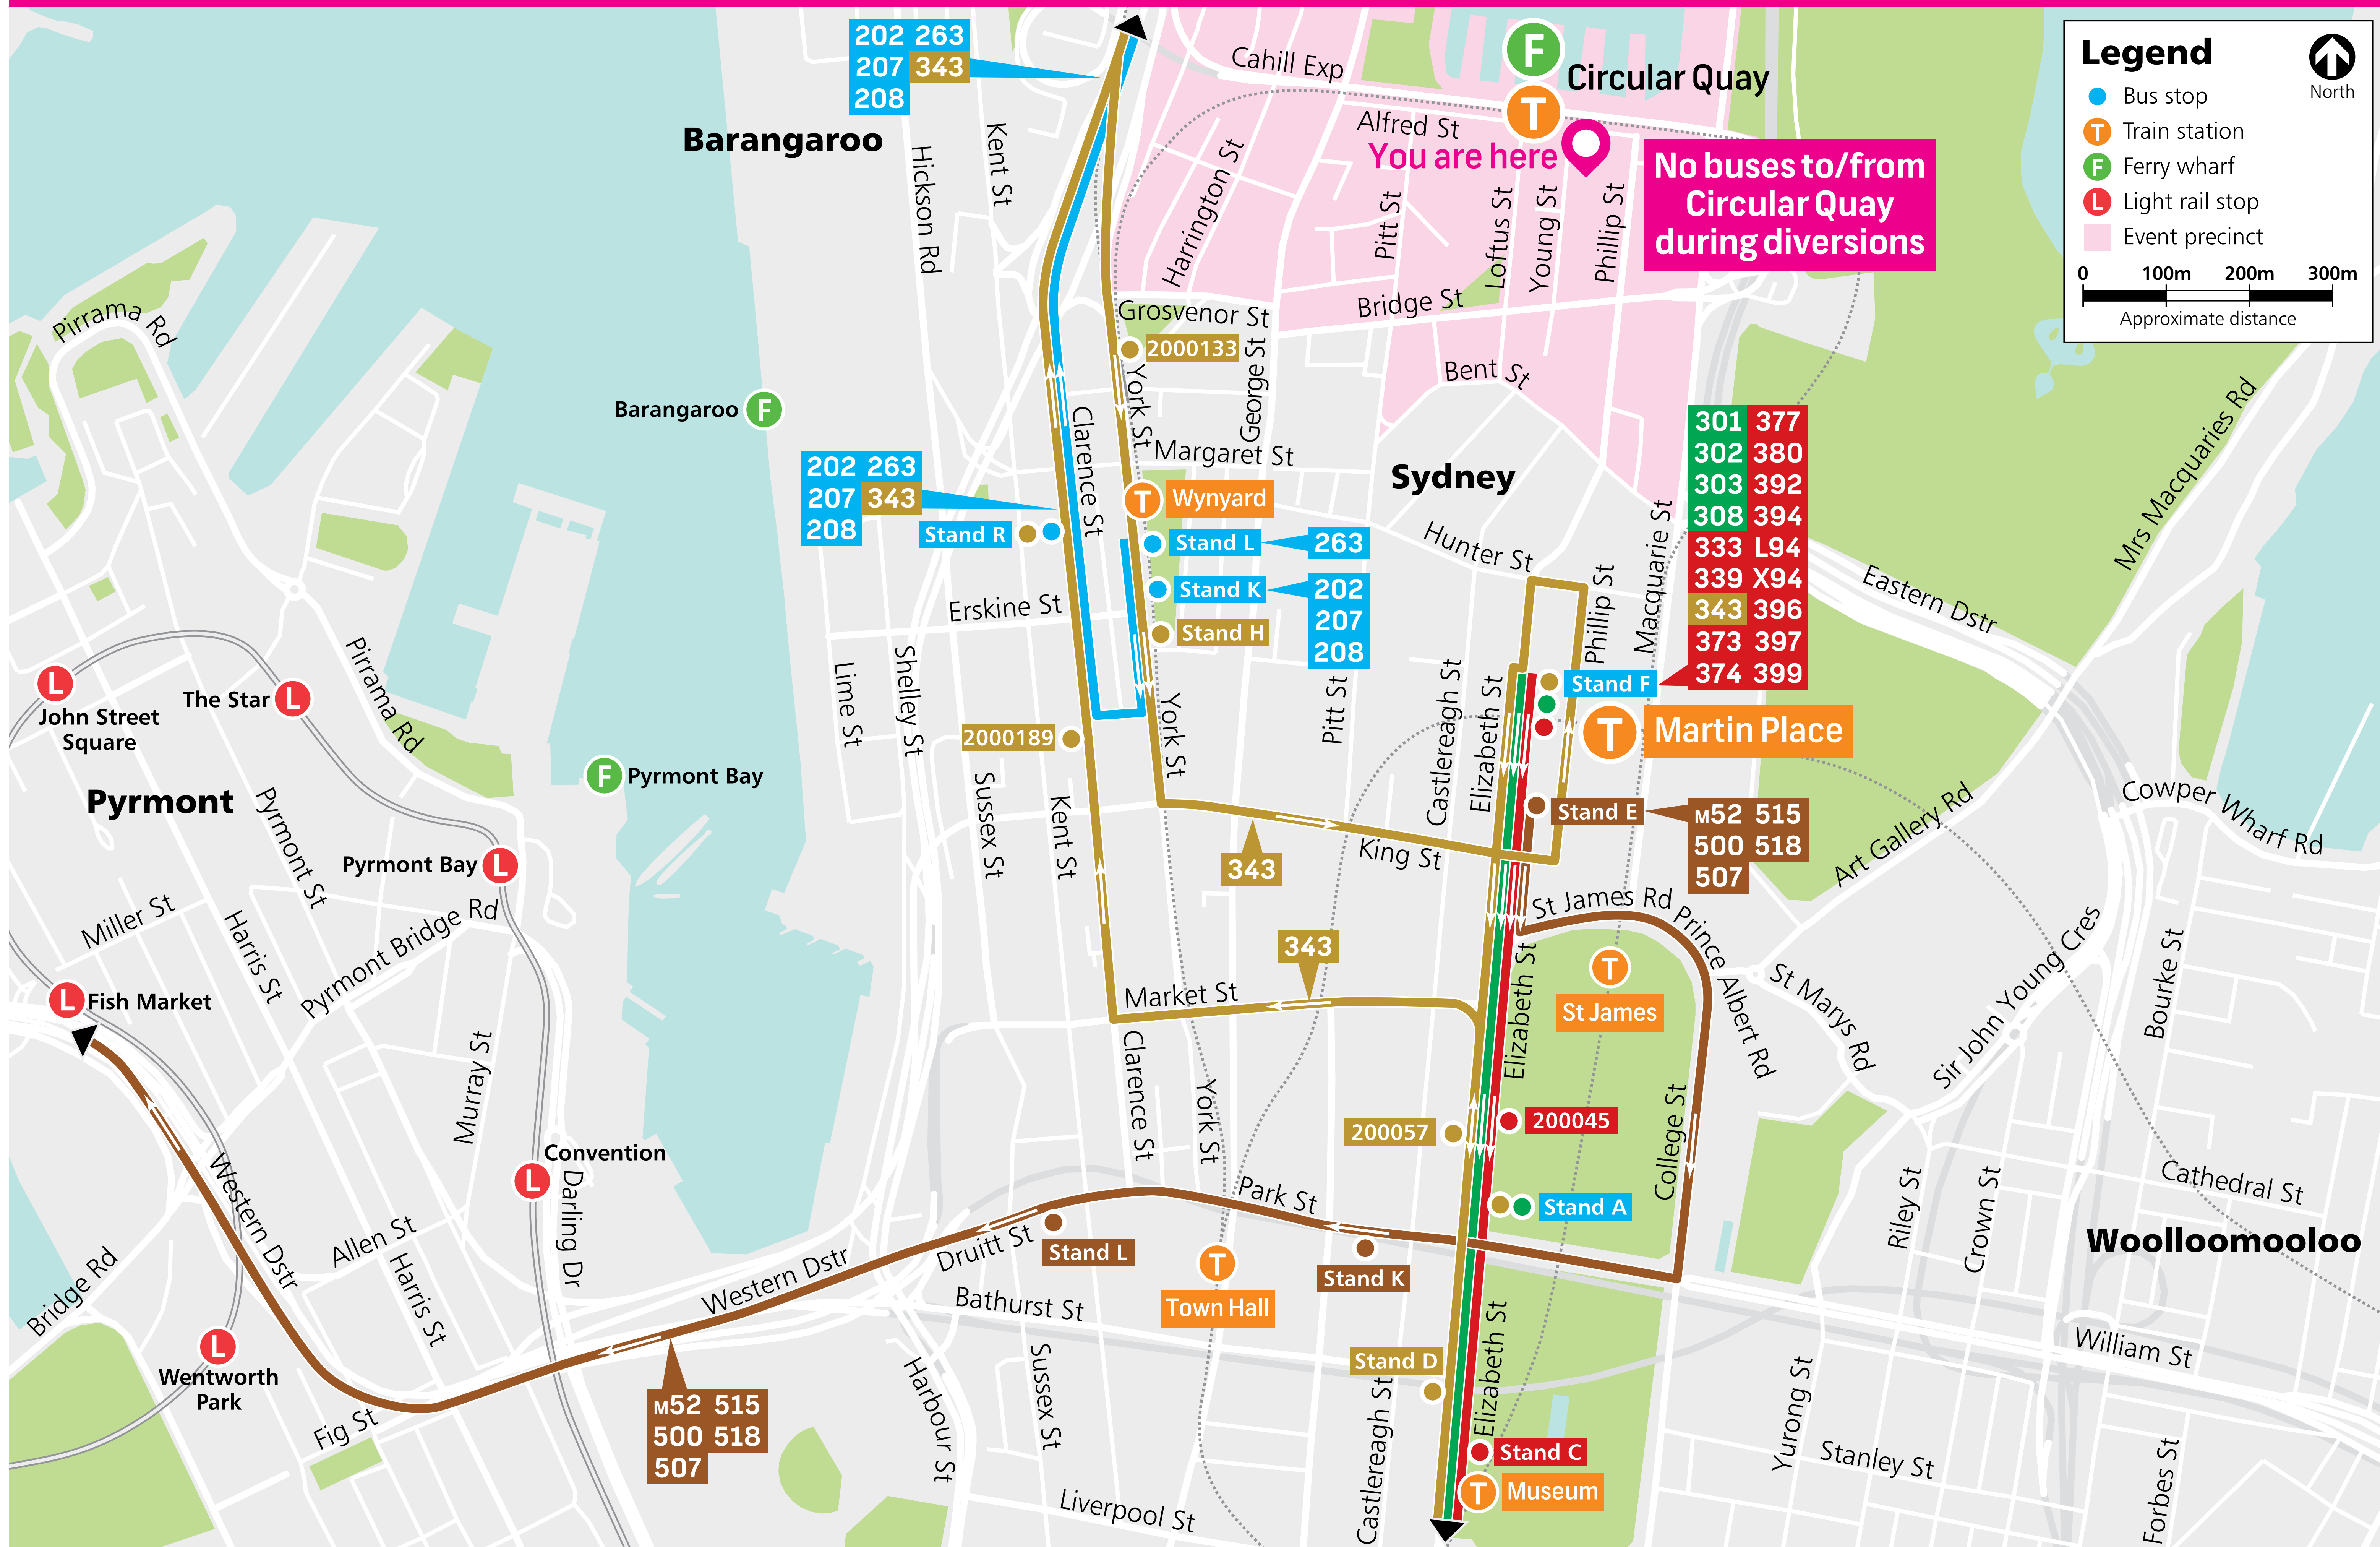 202 263
207 343
208
Barangaroo
Hickson Rd
Kent St
Cahill Exp
F
T
Circular Quay
Alfred St
You are here
No buses to/from
Circular Quay
during diversions
Legend
North
Bus stop
T Train station
F Ferry wharf
L Light rail stop
Event precinct
0 100m 200m 300m
Approximate distance
Harrington St
Pitt St
Loftus St
Young St
Phillip St
Bridge St
Grosvenor St
2000133
George St
York St
Bent St
Pirrama Rd
Barangaroo F
Clarence St
Margaret St
Sydney
T Wynyard
202 263
207 343
208
Stand R
Stand L
263
Stand K
202
207
208
Stand H
Hunter St
Phillip St
Macquarie St
301 377
302 380
303 392
308 394
333 L94
339 X94
343 396
373 397
374 399
Stand F
T Martin Place
Eastern Dstr
Mrs Macquaries Rd
Erskine St
Lime St
Shelley St
York St
Pitt St
Castlereagh St
Elizabeth St
L
John Street
Square
The Star L
Pirrama Rd
2000189
F Pyrmont Bay
Pyrmont
Pyrmont St
Sussex St
Kent St
343
King St
Stand E
M52 515
500 518
507
Art Gallery Rd
Cowper Wharf Rd
Pyrmont Bay L
Miller St
Harris St
Pyrmont Bridge Rd
343
St James Rd
Prince Albert Rd
St Marys Rd
Sir John Young Cres
Bourke St
L Fish Market
Market St
Elizabeth St
T
St James
Murray St
Clarence St
York St
200057
200045
College St
Convention
L
Darling Dr
Western Dstr
Allen St
Harris St
Bridge Rd
Park St
Stand A
Riley St
Crown St
Cathedral St
Woolloomooloo
Druitt St
Stand L
Western Dstr
T
Town Hall
Stand K
Bathurst St
L
Wentworth
Park
Fig St
M52 515
500 518
507
Harbour St
Sussex St
Stand D
Castlereagh St
Elizabeth St
Stand C
T Museum
Liverpool St
William St
Yurong St
Stanley St
Forbes St